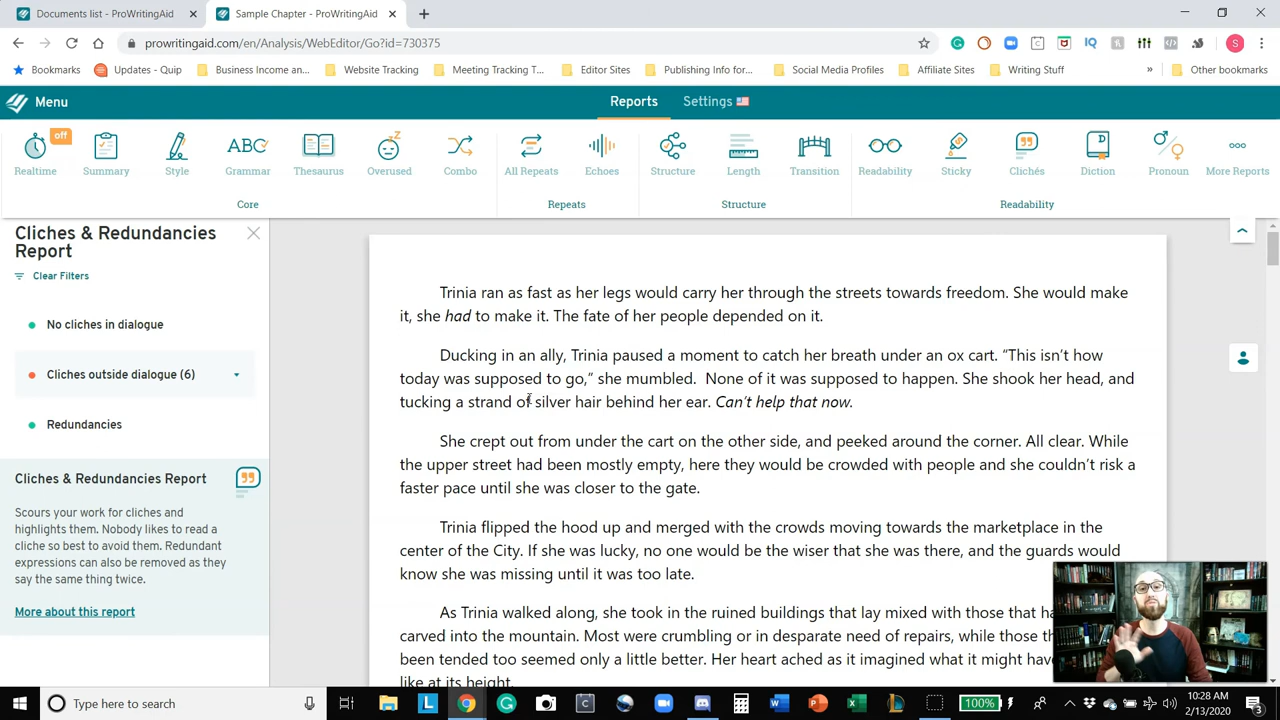 Documents list - ProWritingAid
Sample Chapter - ProWritingAid
prowritingaid.com/en/Analysis/WebEditor/Go?id=730375
Bookmarks
Updates - Quip
Business Income an...
Website Tracking
Meeting Tracking T...
Editor Sites
Publishing Info for...
Social Media Profiles
Affiliate Sites
Writing Stuff
»
Other bookmarks
Menu
Reports
Settings
off
Realtime
Summary
Style
Grammar
Thesaurus
Overused
Combo
All Repeats
Echoes
Structure
Length
Transition
Readability
Sticky
Clichés
Diction
Pronoun
More Reports
Core
Repeats
Structure
Readability
Cliches & Redundancies
Report
Clear Filters
No cliches in dialogue
Cliches outside dialogue (6)
Redundancies
Cliches & Redundancies Report
Scours your work for cliches and
highlights them. Nobody likes to read a
cliche so best to avoid them. Redundant
expressions can also be removed as they
say the same thing twice.
More about this report
Trinia ran as fast as her legs would carry her through the streets towards freedom. She would make
it, she had to make it. The fate of her people depended on it.
Ducking in an ally, Trinia paused a moment to catch her breath under an ox cart. “This isn’t how
today was supposed to go,” she mumbled.  None of it was supposed to happen. She shook her head, and
tucking a strand of silver hair behind her ear. Can’t help that now.
She crept out from under the cart on the other side, and peeked around the corner. All clear. While
the upper street had been mostly empty, here they would be crowded with people and she couldn’t risk a
faster pace until she was closer to the gate.
Trinia flipped the hood up and merged with the crowds moving towards the marketplace in the
center of the City. If she was lucky, no one would be the wiser that she was there, and the guards would
know she was missing until it was too late.
As Trinia walked along, she took in the ruined buildings that lay mixed with those that ha
carved into the mountain. Most were crumbling or in desparate need of repairs, while those th
been tended too seemed only a little better. Her heart ached as it imagined what it might have
like at its height.
Type here to search
100%
10:28 AM
2/13/2020